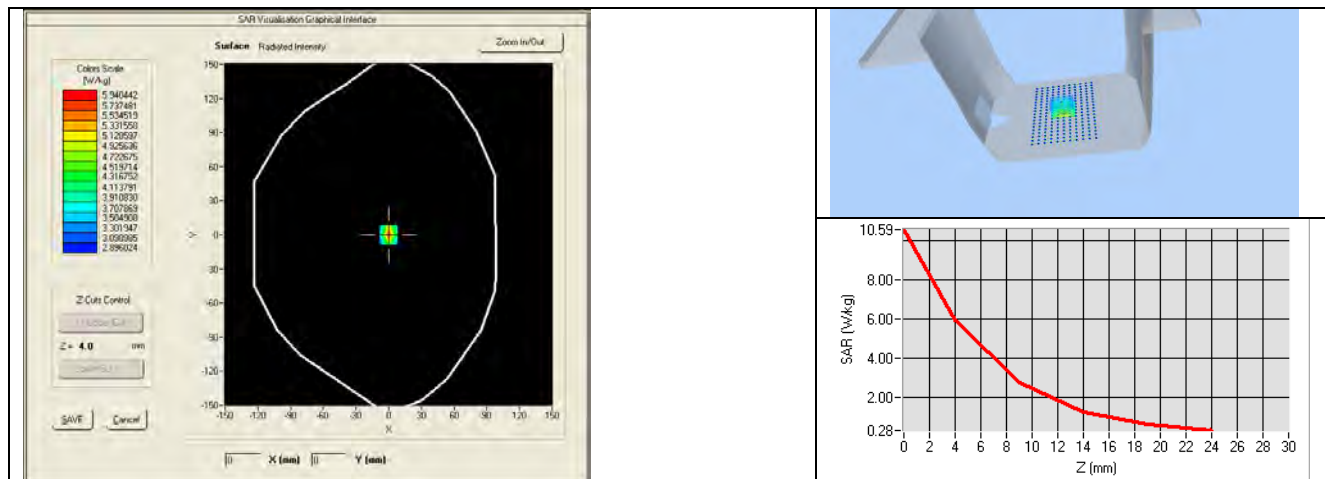 SAR Visualisation Graphical Interface
Surface Radiated Intensity
Zoom In/Out
Colors Scale
[W/kg]
5.940442
5.737481
5.534519
5.331558
5.128597
4.925636
4.722675
4.519714
4.316752
4.113791
3.910830
3.707869
3.504908
3.301947
3.098985
2.896024
150
120
90
60
30
0
-30
-60
-90
-120
-150
Y
-150 -120 -90 -60 -30 0 30 60 90 120 150
X
Z Cuts Control
Z = 4.0 mm
SAVE Cancel
0 X (mm) 0 Y (mm)
10.59
8.00
6.00
4.00
2.00
0.28
SAR (W/kg)
0 2 4 6 8 10 12 14 16 18 20 22 24 26 28 30
Z (mm)